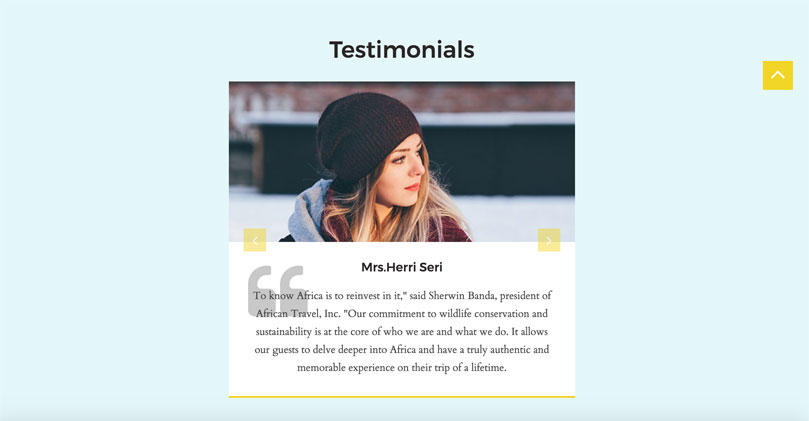 Testimonials
Mrs.Herri Seri
To know Africa is to reinvest in it," said Sherwin Banda, president of
African Travel, Inc. "Our commitment to wildlife conservation and
sustainability is at the core of who we are and what we do. It allows
our guests to delve deeper into Africa and have a truly authentic and
memorable experience on their trip of a lifetime.